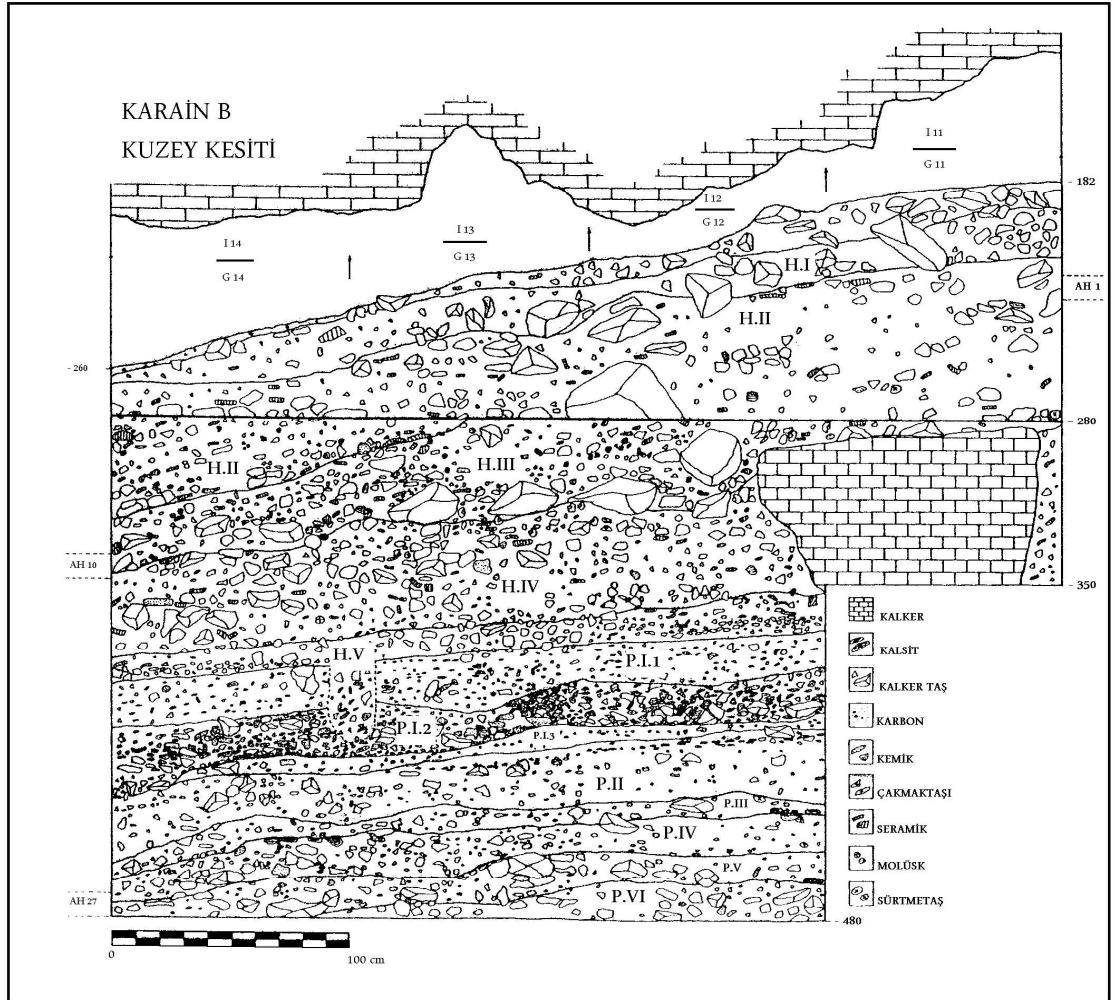 KARAİN B
KUZEY KESİTİ
I 11
G 11
- 182
I 12
G 12
I 13
G 13
I 14
G 14
H.I
AH 1
H.II
- 260
- 280
H.II
H.III
AH 10
H.IV
- 350
KALKER
H.V
P.I.1
KALSİT
KALKER TAŞ
P.I.2
P.I.3
KARBON
KEMİK
P.II
ÇAKMAKTAŞI
P.III
SERAMİK
P.IV
P.V
MOLÜSK
P.VI
AH 27
SÜRTMETAŞ
- 480
0
100 cm